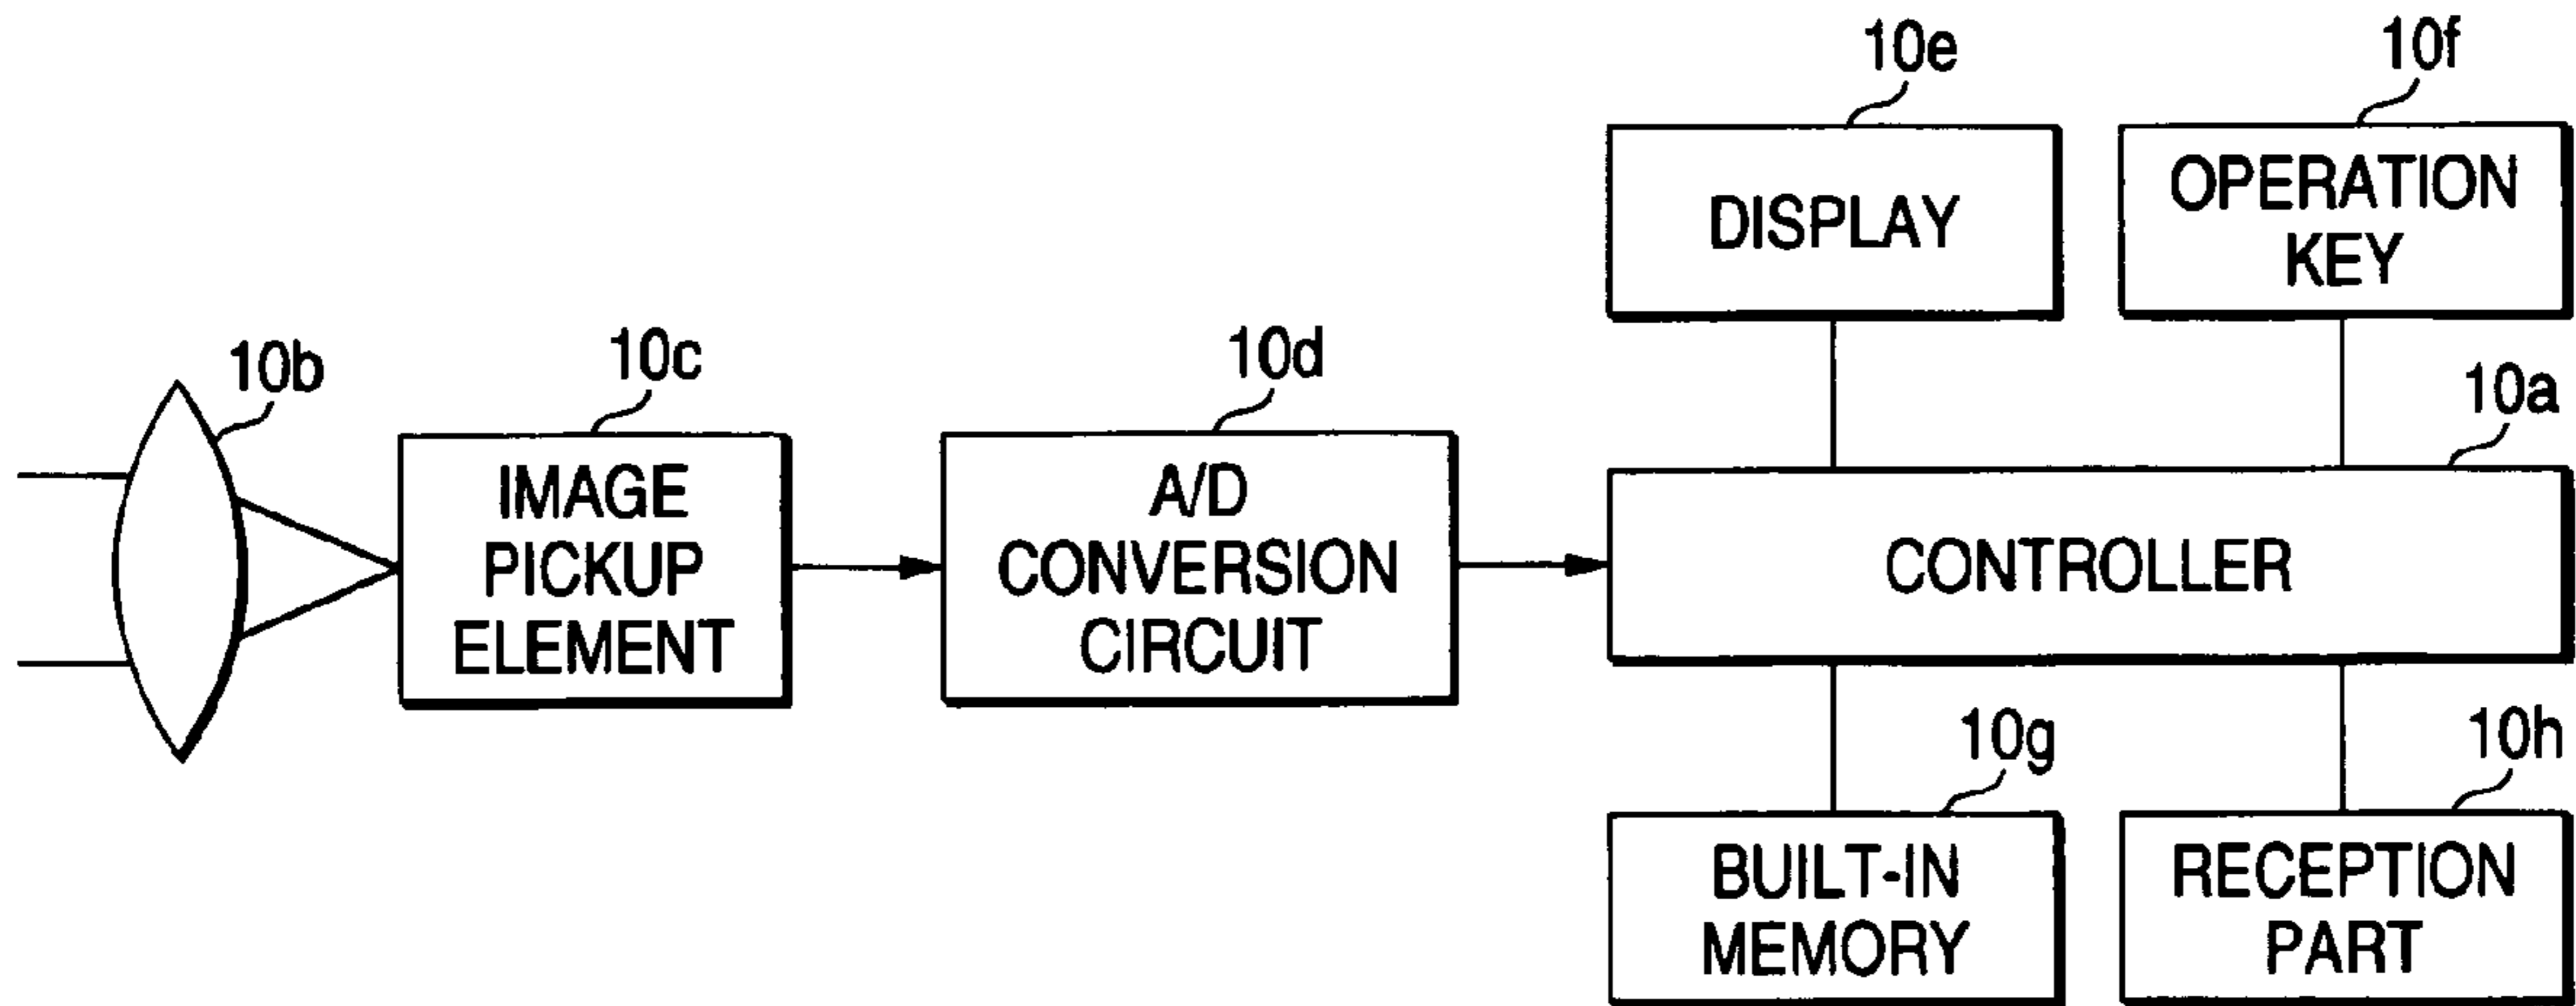 10e
10f
DISPLAY
OPERATION
KEY
10b
10c
10d
10a
IMAGE
PICKUP
ELEMENT
A/D
CONVERSION
CIRCUIT
CONTROLLER
10g
10h
BUILT-IN
MEMORY
RECEPTION
PART